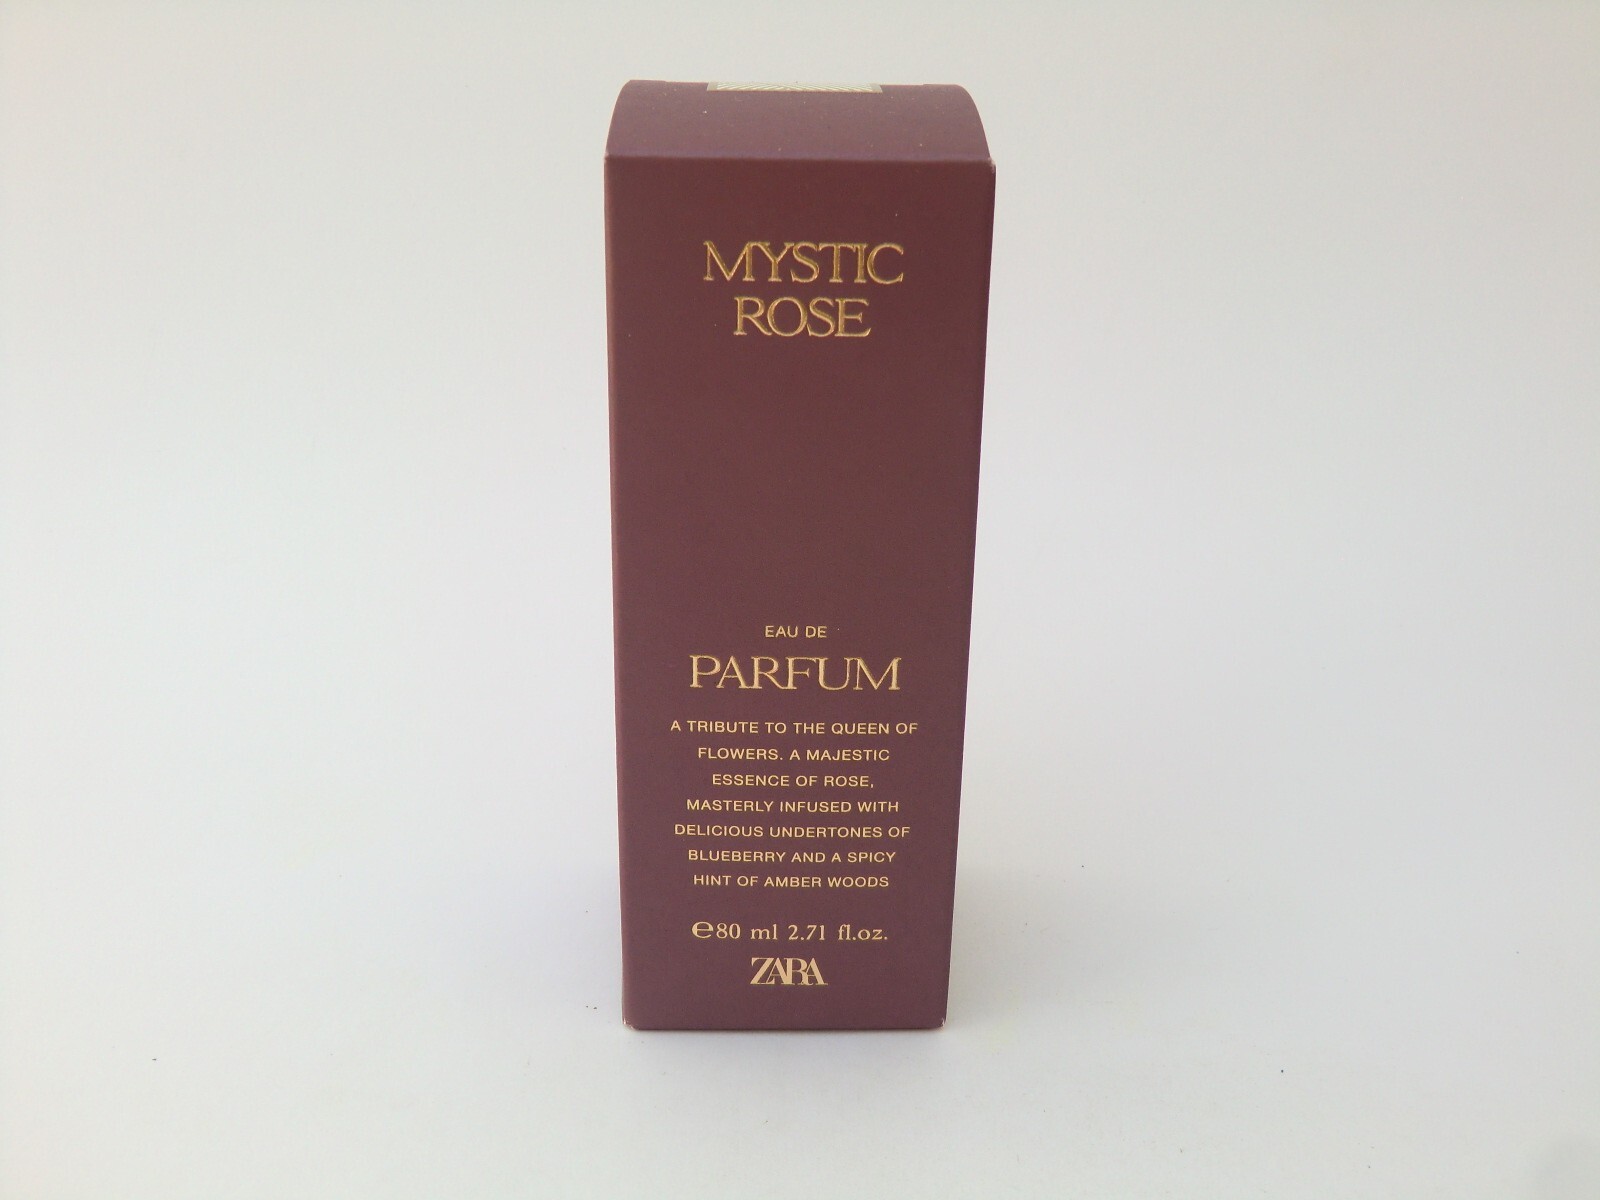 MYSTIC
ROSE
EAU DE
PARFUM
A TRIBUTE TO THE QUEEN OF
FLOWERS. A MAJESTIC
ESSENCE OF ROSE,
MASTERLY INFUSED WITH
DELICIOUS UNDERTONES OF
BLUEBERRY AND A SPICY
HINT OF AMBER WOODS
℮80 ml 2.71 fl.oz.
ZARA